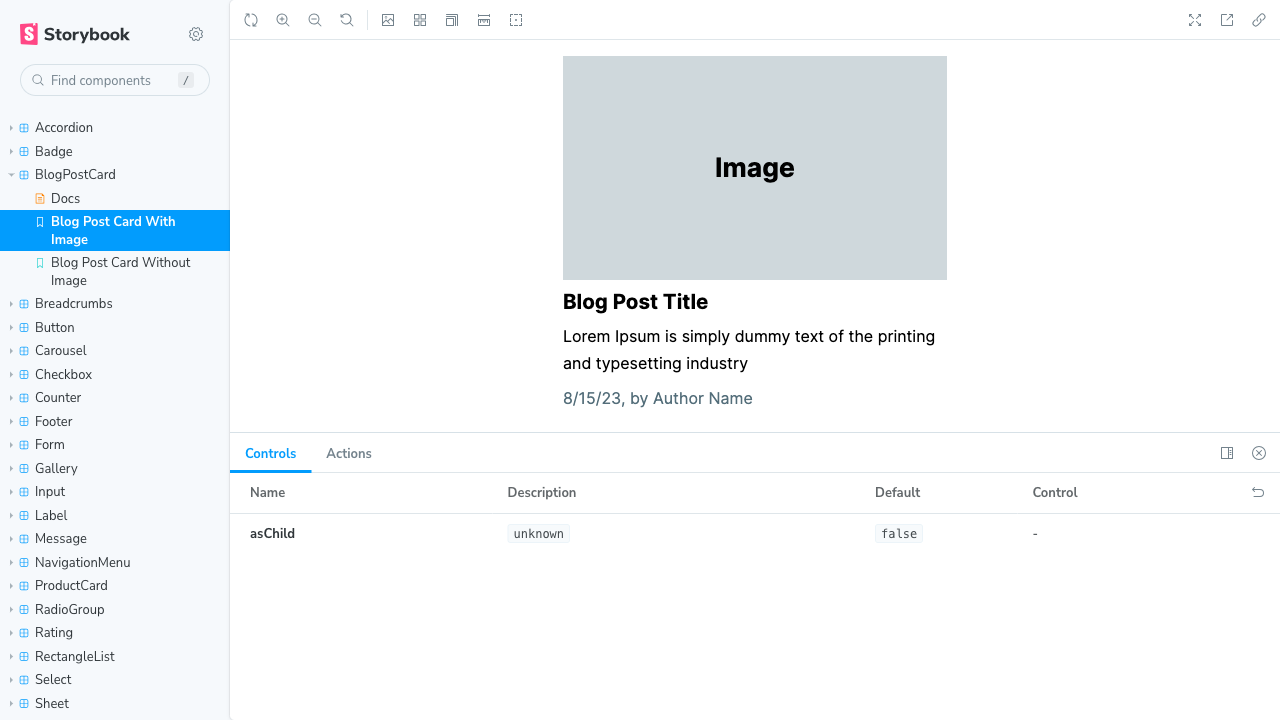 Storybook
Find components
/
Accordion
Badge
BlogPostCard
Docs
Blog Post Card With
Image
Blog Post Card Without
Image
Breadcrumbs
Button
Carousel
Checkbox
Counter
Footer
Form
Gallery
Input
Label
Message
NavigationMenu
ProductCard
RadioGroup
Rating
RectangleList
Select
Sheet
Image
Blog Post Title
Lorem Ipsum is simply dummy text of the printing
and typesetting industry
8/15/23, by Author Name
Controls Actions
Name Description Default Control
asChild unknown false -